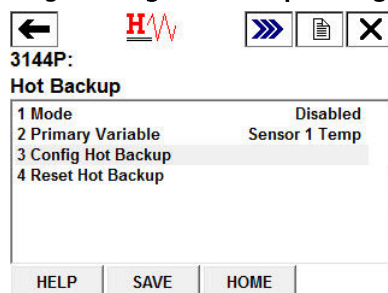 H
3144P:
Hot Backup
1 Mode Disabled
2 Primary Variable Sensor 1 Temp
3 Config Hot Backup
4 Reset Hot Backup
HELP SAVE HOME